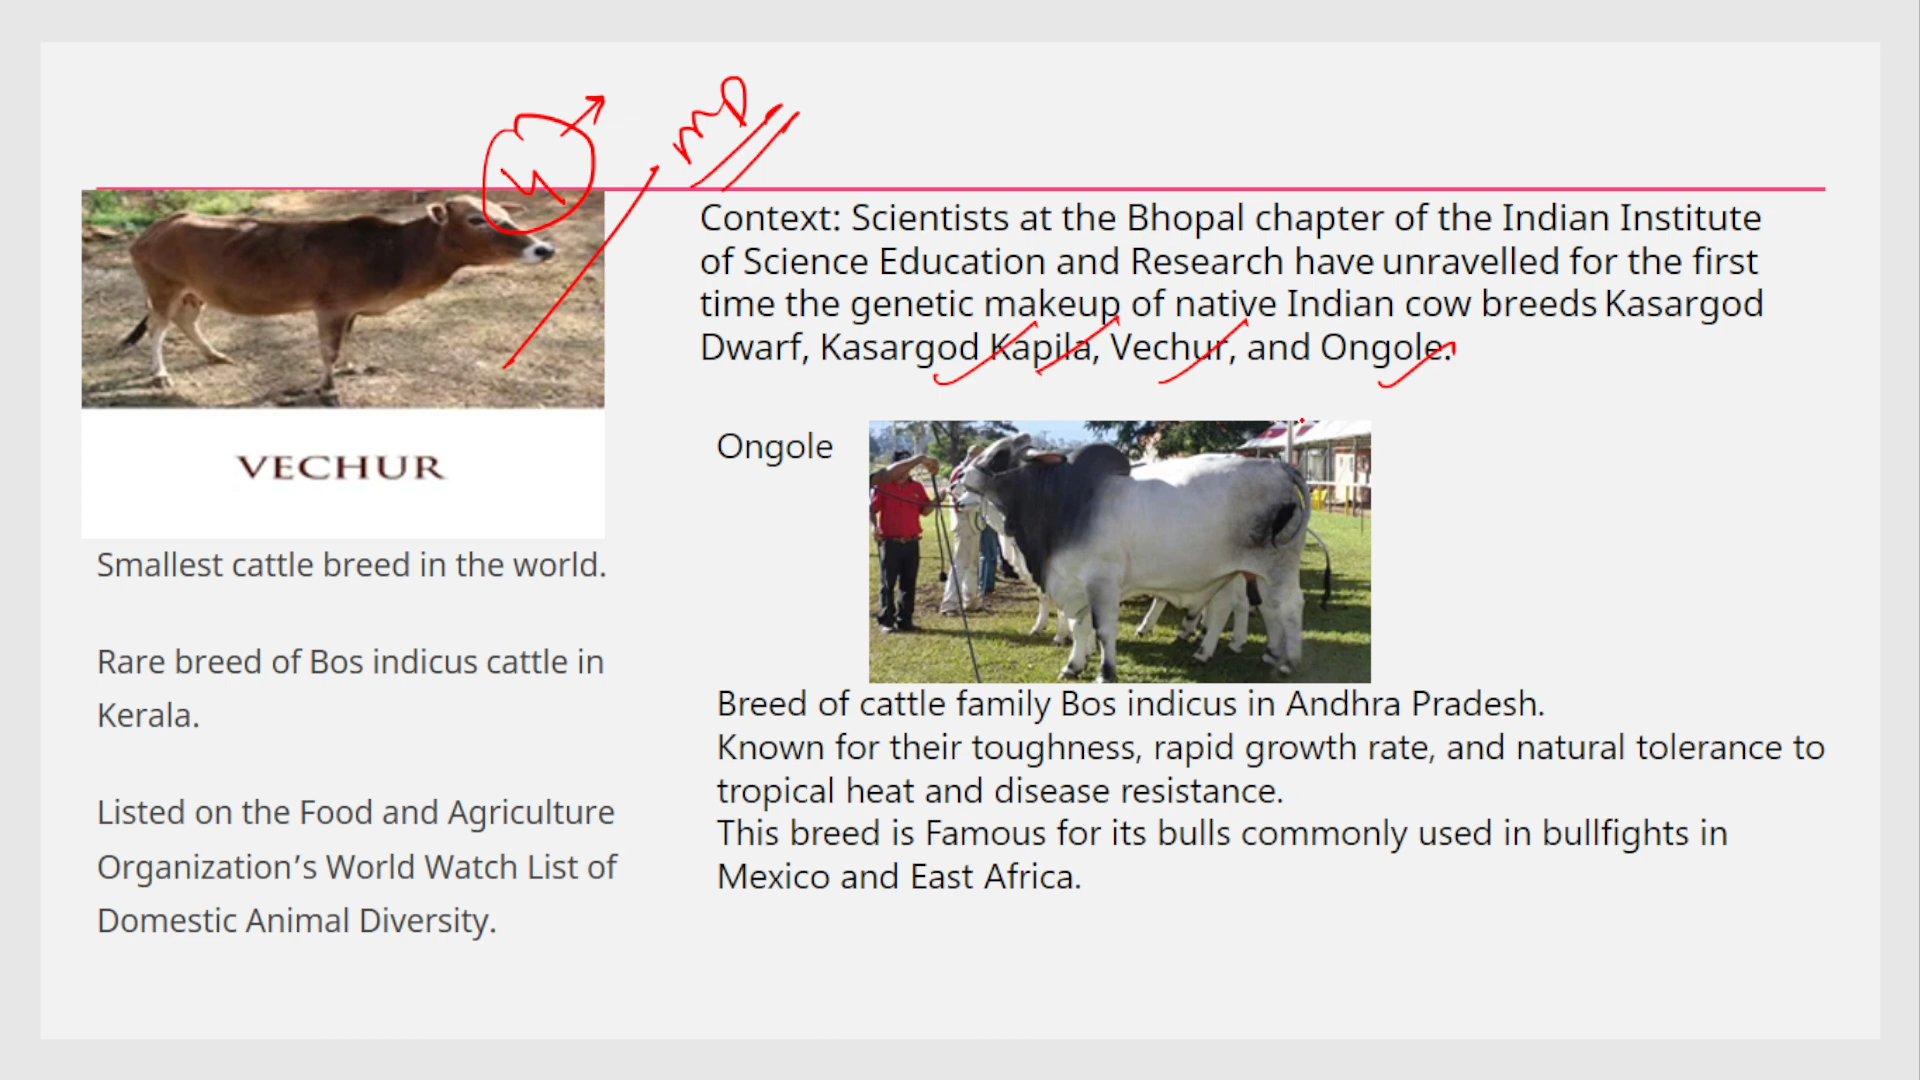 VECHUR
Smallest cattle breed in the world.
Rare breed of Bos indicus cattle in
Kerala.
Listed on the Food and Agriculture
Organization’s World Watch List of
Domestic Animal Diversity.
Context: Scientists at the Bhopal chapter of the Indian Institute
of Science Education and Research have unravelled for the first
time the genetic makeup of native Indian cow breeds Kasargod
Dwarf, Kasargod Kapila, Vechur, and Ongole.
Ongole
Breed of cattle family Bos indicus in Andhra Pradesh.
Known for their toughness, rapid growth rate, and natural tolerance to
tropical heat and disease resistance.
This breed is Famous for its bulls commonly used in bullfights in
Mexico and East Africa.